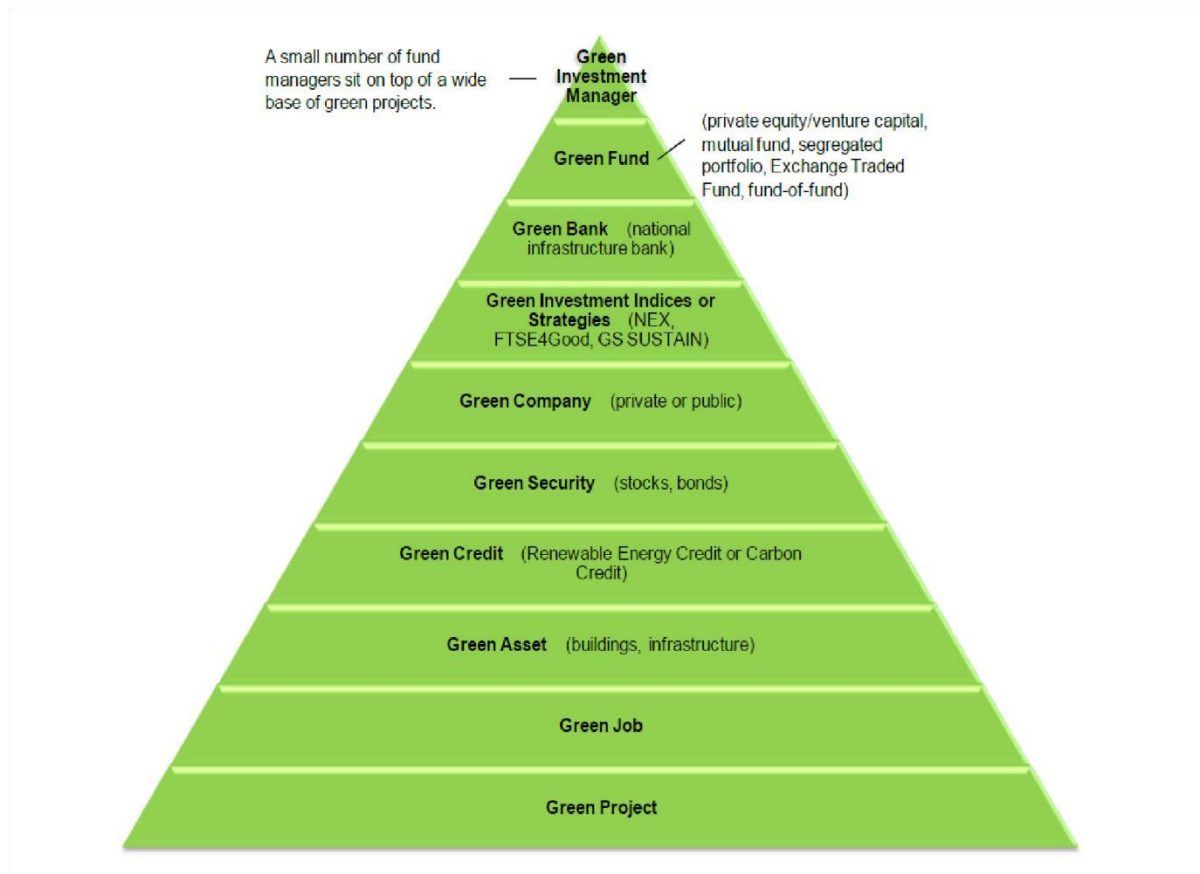 A small number of fund
managers sit on top of a wide
base of green projects.
Green
Investment
Manager
(private equity/venture capital,
mutual fund, segregated
portfolio, Exchange Traded
Fund, fund-of-fund)
Green Fund
Green Bank (national
infrastructure bank)
Green Investment Indices or
Strategies (NEX,
FTSE4Good, GS SUSTAIN)
Green Company (private or public)
Green Security (stocks, bonds)
Green Credit (Renewable Energy Credit or Carbon
Credit)
Green Asset (buildings, infrastructure)
Green Job
Green Project